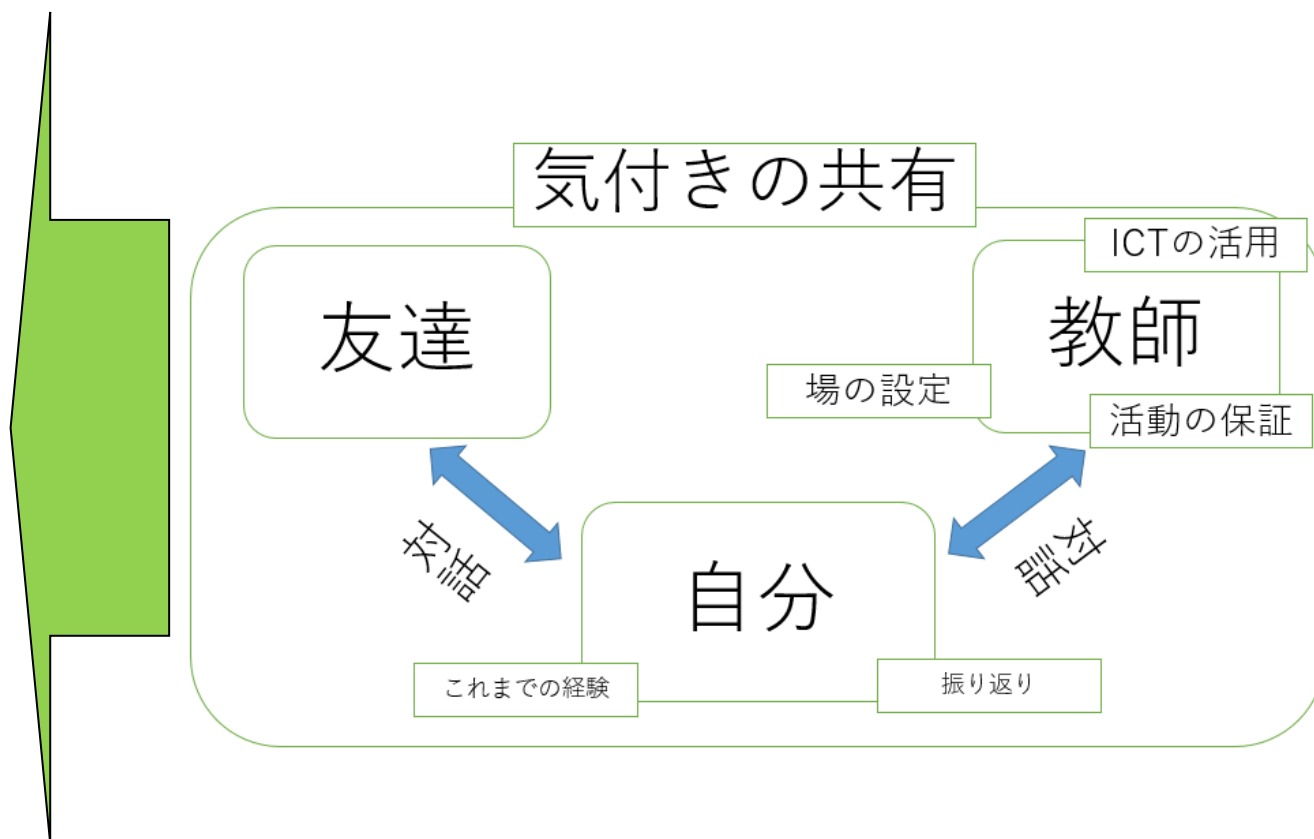 気付きの共有
友達
ICTの活用
教師
場の設定
活動の保証
対話
対話
自分
これまでの経験
振り返り